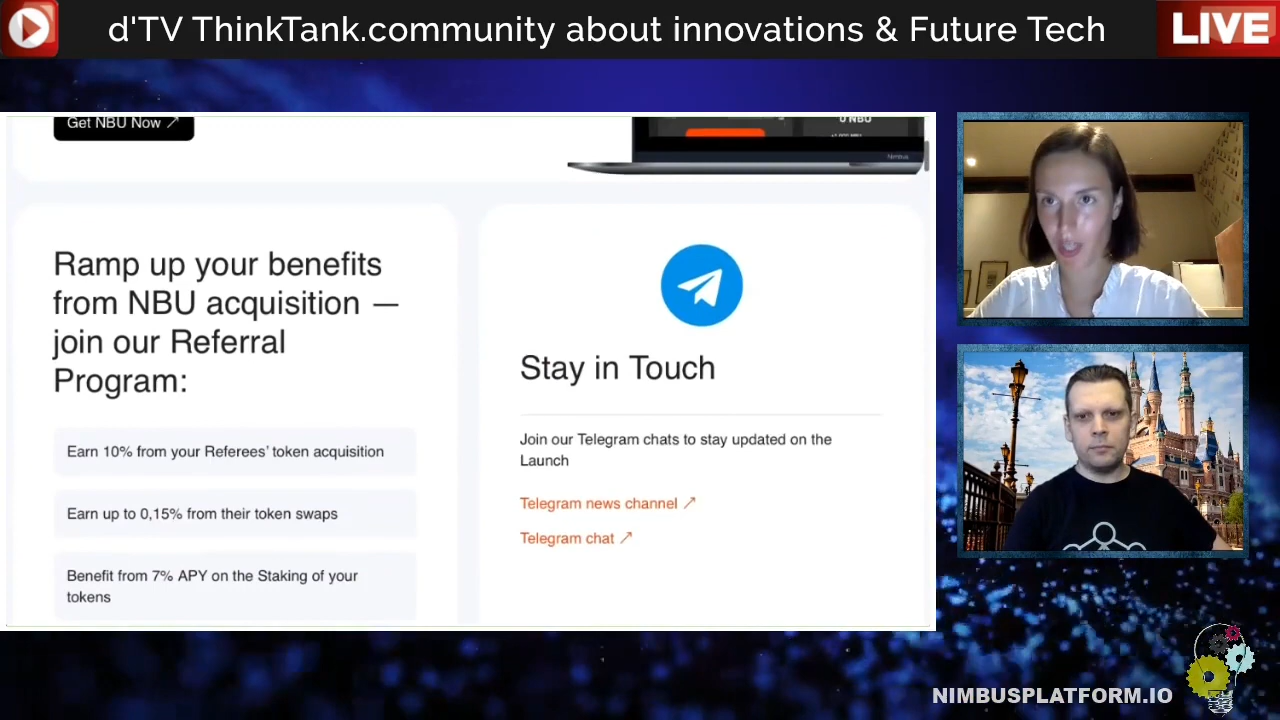 d'TV ThinkTank.community about innovations & Future Tech
LIVE
Get NBU Now ↗
0 NBU
Nimbus
Ramp up your benefits
from NBU acquisition —
join our Referral
Program:
Earn 10% from your Referees' token acquisition
Earn up to 0,15% from their token swaps
Benefit from 7% APY on the Staking of your
tokens
Stay in Touch
Join our Telegram chats to stay updated on the
Launch
Telegram news channel ↗
Telegram chat ↗
NIMBUSPLATFORM.IO